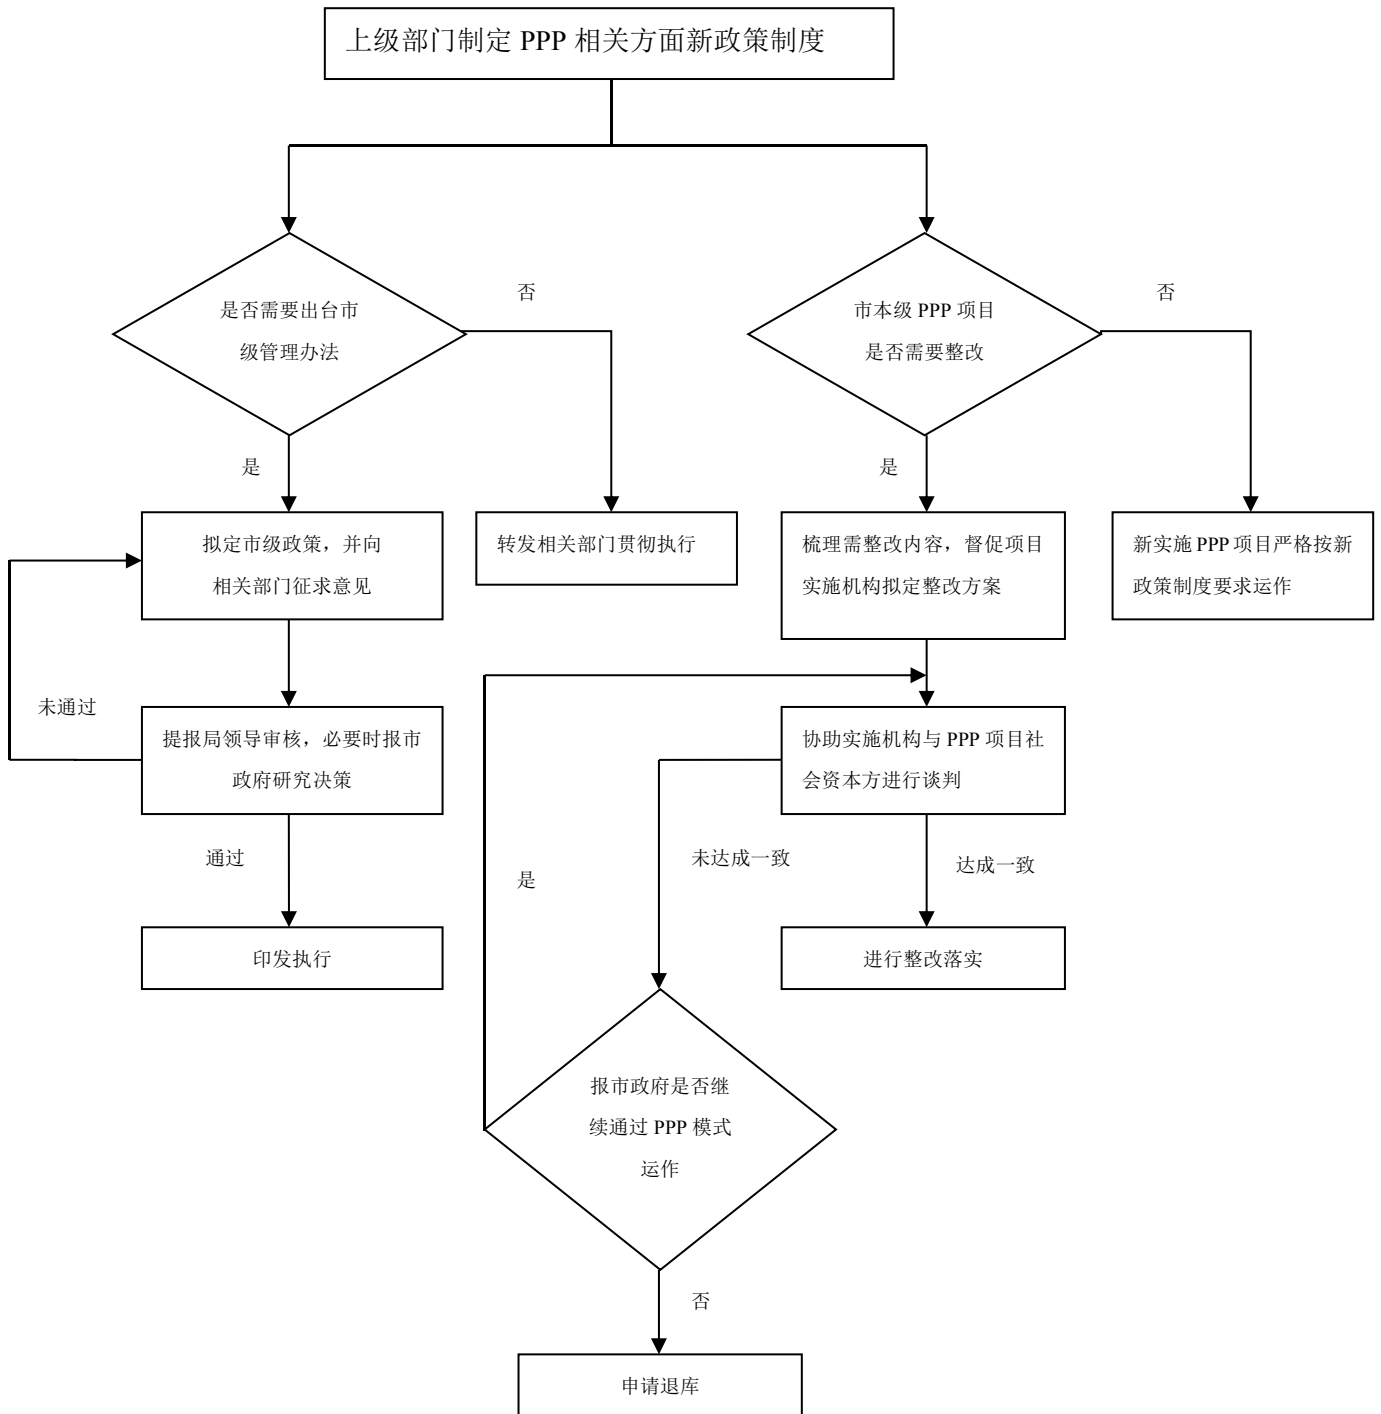 上级部门制定 PPP 相关方面新政策制度
是否需要出台市
级管理办法
否
市本级 PPP 项目
是否需要整改
否
是
是
拟定市级政策，并向
相关部门征求意见
转发相关部门贯彻执行
梳理需整改内容，督促项目
实施机构拟定整改方案
新实施 PPP 项目严格按新
政策制度要求运作
未通过
提报局领导审核，必要时报市
政府研究决策
协助实施机构与 PPP 项目社
会资本方进行谈判
通过
是
未达成一致
达成一致
印发执行
进行整改落实
报市政府是否继
续通过 PPP 模式
运作
否
申请退库